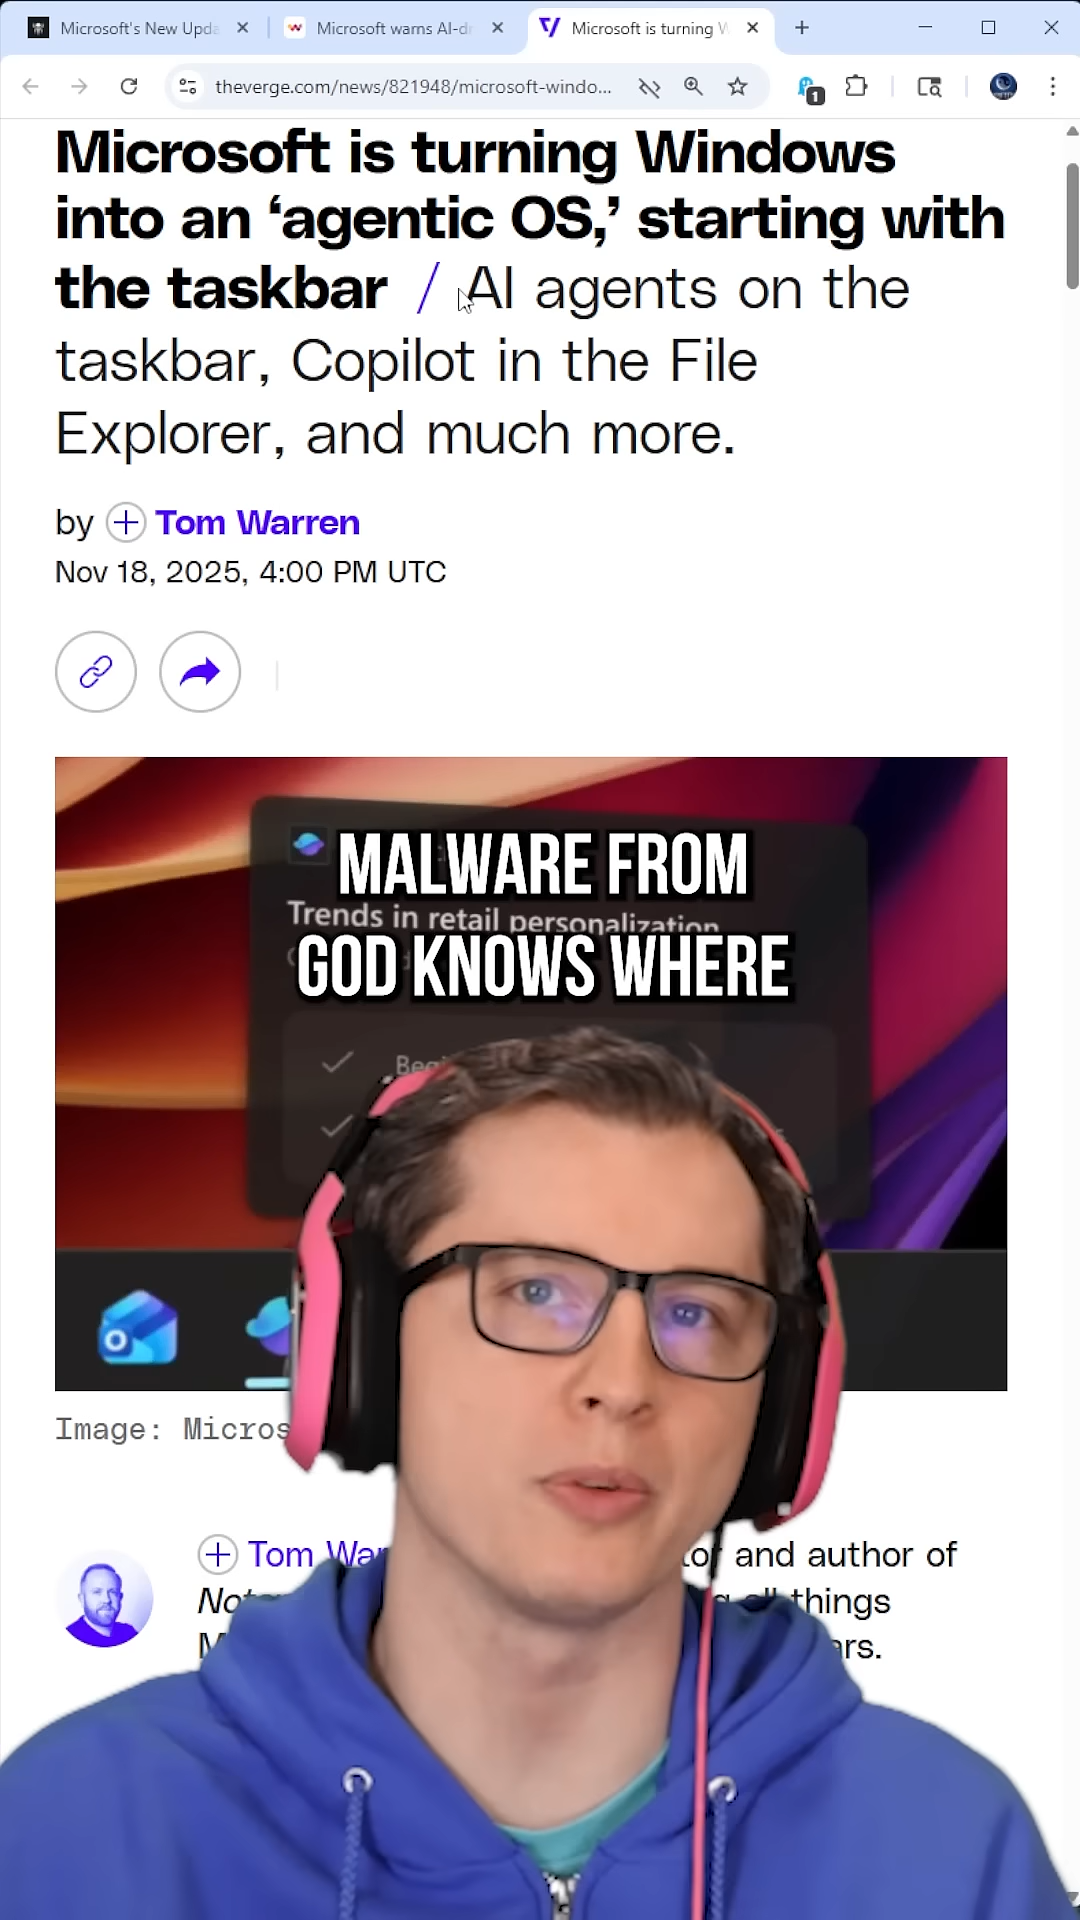 Microsoft's New Upda
Microsoft warns AI-dr
Microsoft is turning W
theverge.com/news/821948/microsoft-windo...
1
Microsoft is turning Windows
into an ‘agentic OS,’ starting with
the taskbar / AI agents on the
taskbar, Copilot in the File
Explorer, and much more.
by Tom Warren
Nov 18, 2025, 4:00 PM UTC
MALWARE FROM
Trends in retail personalization
GOD KNOWS WHERE
Image: Micros
Tom War
and author of
things